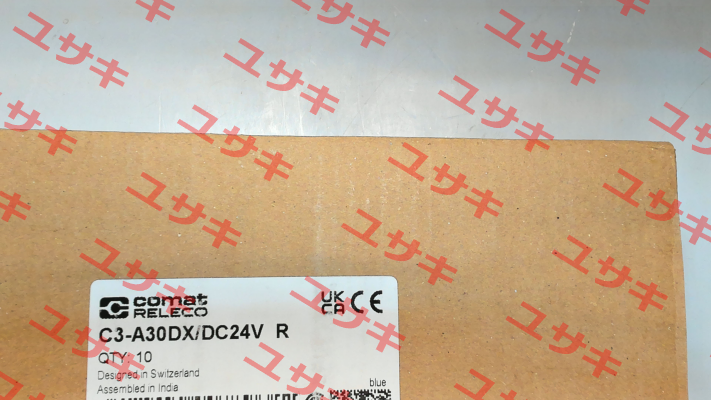 ユサキ
comat
RELECO
UK
CA
CE
C3-A30DX/DC24V R
QTY: 10
Designed in Switzerland
blue
Assembled in India